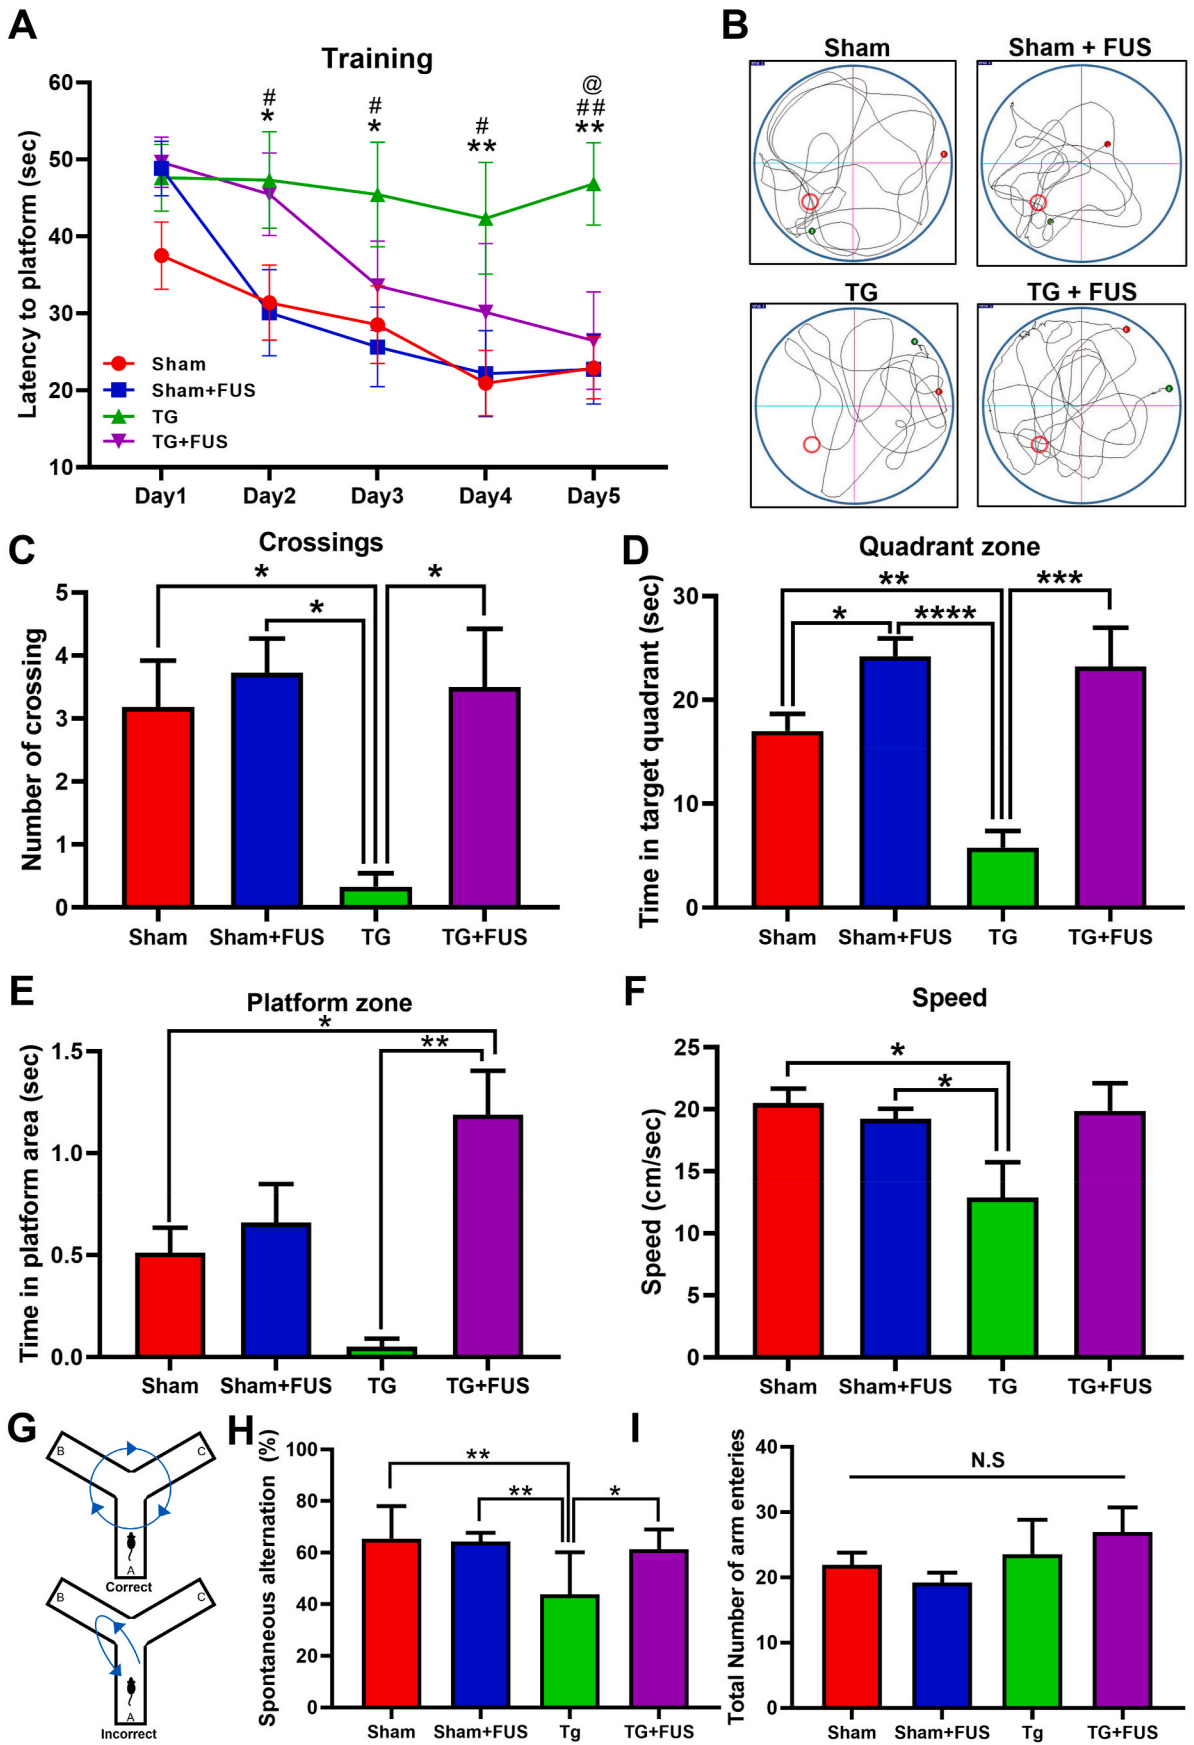 A
Training
Latency to platform (sec)
60
50
40
30
20
10
#
*
#
*
#
**
@
##
**
Sham
Sham+FUS
TG
TG+FUS
Day1 Day2 Day3 Day4 Day5
B
Sham
Sham + FUS
TG
TG + FUS
C
Crossings
Number of crossing
5
4
3
2
1
0
*
*
*
Sham Sham+FUS TG TG+FUS
D
Quadrant zone
Time in target quadrant (sec)
30
20
10
0
**
***
*
****
Sham Sham+FUS TG TG+FUS
E
Platform zone
Time in platform area (sec)
1.5
1.0
0.5
0.0
*
**
Sham Sham+FUS TG TG+FUS
F
Speed
Speed (cm/sec)
25
20
15
10
5
0
*
*
Sham Sham+FUS TG TG+FUS
G
B
C
A
Correct
B
C
A
Incorrect
H
Spontaneous alternation (%)
100
80
60
40
20
0
**
**
*
Sham Sham+FUS Tg TG+FUS
I
Total Number of arm enteries
40
30
20
10
0
N.S
Sham Sham+FUS Tg TG+FUS